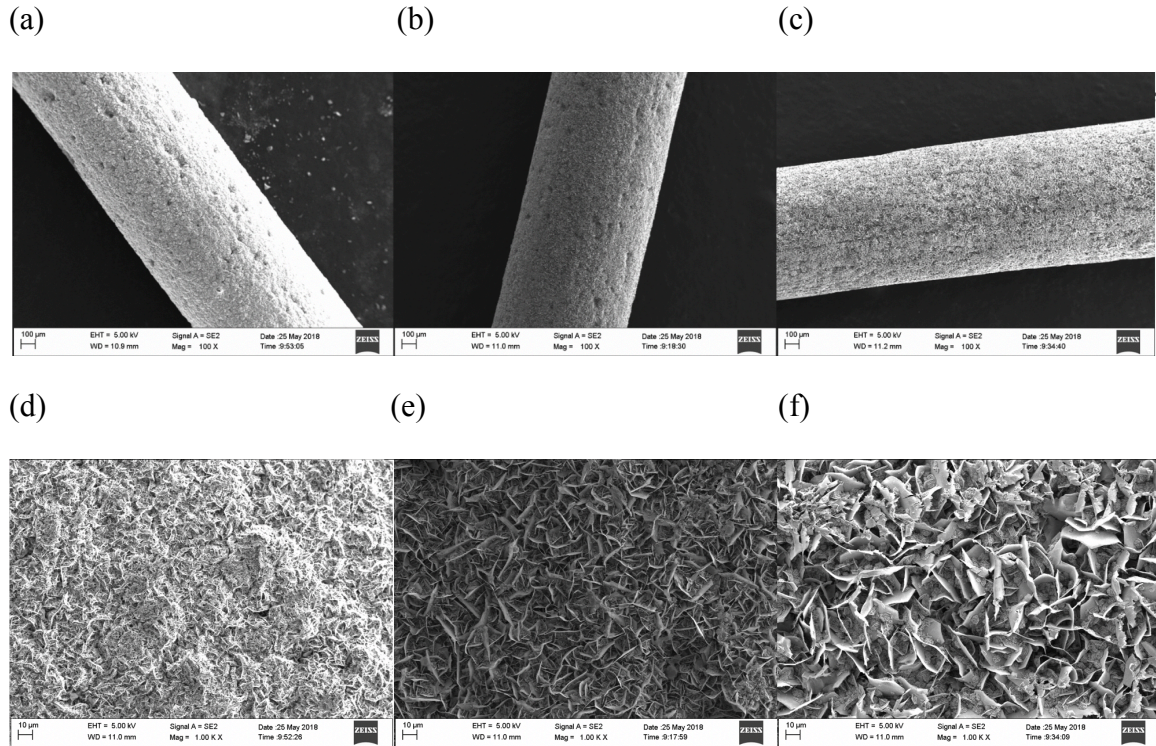 (a) (b) (c)
100 µm EHT = 5.00 kV Signal A = SE2 Date :25 May 2018 ZEISS
WD = 10.9 mm Mag = 100 X Time :9:53:05
100 µm EHT = 5.00 kV Signal A = SE2 Date :25 May 2018 ZEISS
WD = 11.0 mm Mag = 100 X Time :9:18:30
100 µm EHT = 5.00 kV Signal A = SE2 Date :25 May 2018 ZEISS
WD = 11.2 mm Mag = 100 X Time :9:34:40
(d) (e) (f)
10 µm EHT = 5.00 kV Signal A = SE2 Date :25 May 2018 ZEISS
WD = 11.0 mm Mag = 1.00 K X Time :9:52:26
10 µm EHT = 5.00 kV Signal A = SE2 Date :25 May 2018 ZEISS
WD = 11.0 mm Mag = 1.00 K X Time :9:17:59
10 µm EHT = 5.00 kV Signal A = SE2 Date :25 May 2018 ZEISS
WD = 11.0 mm Mag = 1.00 K X Time :9:34:09